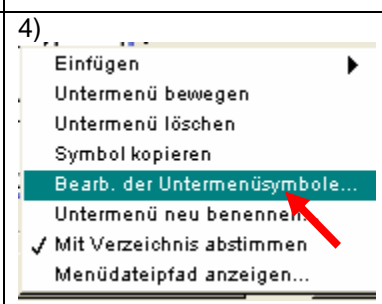 4)
Einfügen
Untermenü bewegen
Untermenü löschen
Symbol kopieren
Bearb. der Untermenüsymbole...
Untermenü neu benennen...
Mit Verzeichnis abstimmen
Menüdateipfad anzeigen...